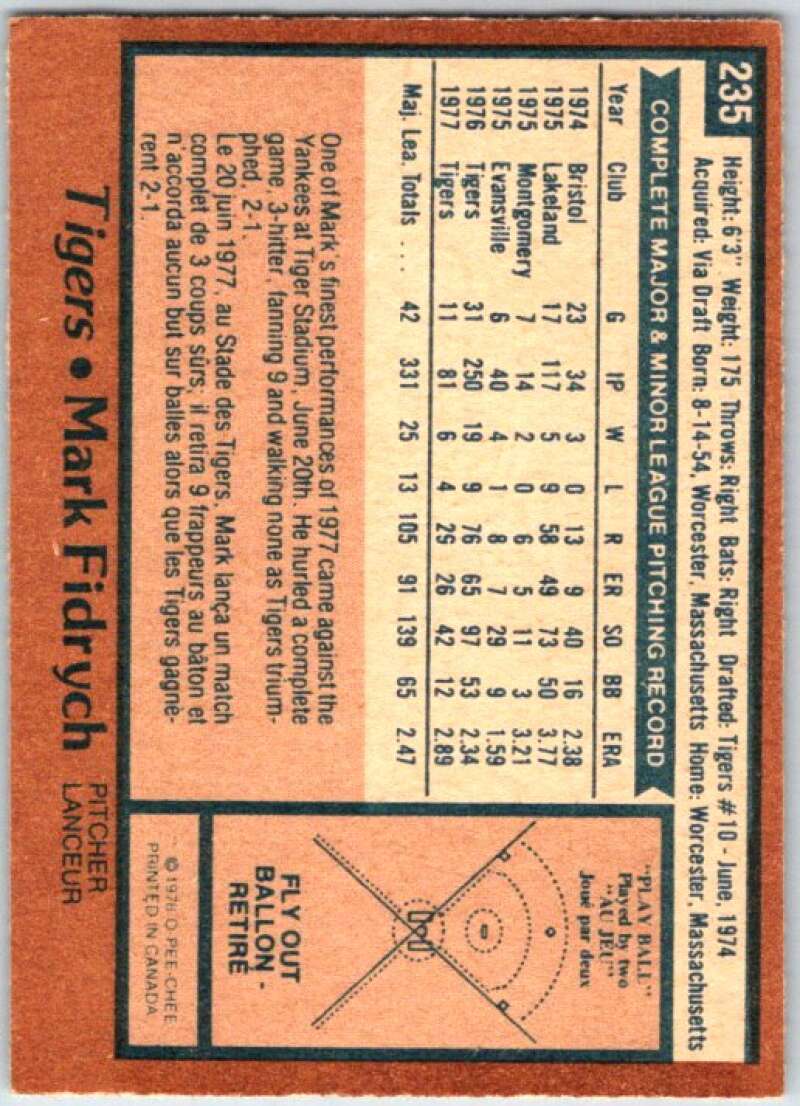 235
Height: 6'3" Weight: 175 Throws: Right Bats: Right Drafted: Tigers #10 - June, 1974
Acquired: Via Draft Born: 8-14-54, Worcester, Massachusetts Home: Worcester, Massachusetts
COMPLETE MAJOR & MINOR LEAGUE PITCHING RECORD
Year Club G IP W L R ER SO BB ERA
1974 Bristol 23 34 3 0 13 9 40 16 2.38
1975 Lakeland 17 117 5 9 58 49 73 50 3.77
1975 Montgomery 7 14 2 0 6 5 11 3 3.21
1975 Evansville 6 40 4 1 8 7 29 9 1.59
1976 Tigers 31 250 19 9 76 65 97 53 2.34
1977 Tigers 11 81 6 4 29 26 42 12 2.89
Maj. Lea. Totals ... 42 331 25 13 105 91 139 65 2.47
One of Mark's finest performances of 1977 came against the
Yankees at Tiger Stadium, June 20th. He hurled a complete
game, 3-hitter, fanning 9 and walking none as Tigers trium-
phed, 2-1.
Le 20 juin 1977, au Stade des Tigers, Mark lança un match
complet de 3 coups sûrs; il retira 9 frappeurs au bâton et
n'accorda aucun but sur balles alors que les Tigers gagnè-
rent 2-1.
"PLAY BALL"
Played by two
"AU JEU"
Joué par deux
FLY OUT
BALLON -
RETIRÉ
© 1978 O-PEE-CHEE
PRINTED IN CANADA
Tigers • Mark Fidrych
PITCHER
LANCEUR